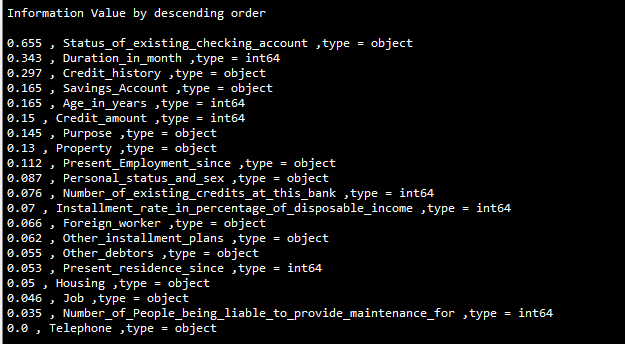 Information Value by descending order
0.655 , Status_of_existing_checking_account ,type = object
0.343 , Duration_in_month ,type = int64
0.297 , Credit_history ,type = object
0.165 , Savings_Account ,type = object
0.165 , Age_in_years ,type = int64
0.15 , Credit_amount ,type = int64
0.145 , Purpose ,type = object
0.13 , Property ,type = object
0.112 , Present_Employment_since ,type = object
0.087 , Personal_status_and_sex ,type = object
0.076 , Number_of_existing_credits_at_this_bank ,type = int64
0.07 , Installment_rate_in_percentage_of_disposable_income ,type = int64
0.066 , Foreign_worker ,type = object
0.062 , Other_installment_plans ,type = object
0.055 , Other_debtors ,type = object
0.053 , Present_residence_since ,type = int64
0.05 , Housing ,type = object
0.046 , Job ,type = object
0.035 , Number_of_People_being_liable_to_provide_maintenance_for ,type = int64
0.0 , Telephone ,type = object